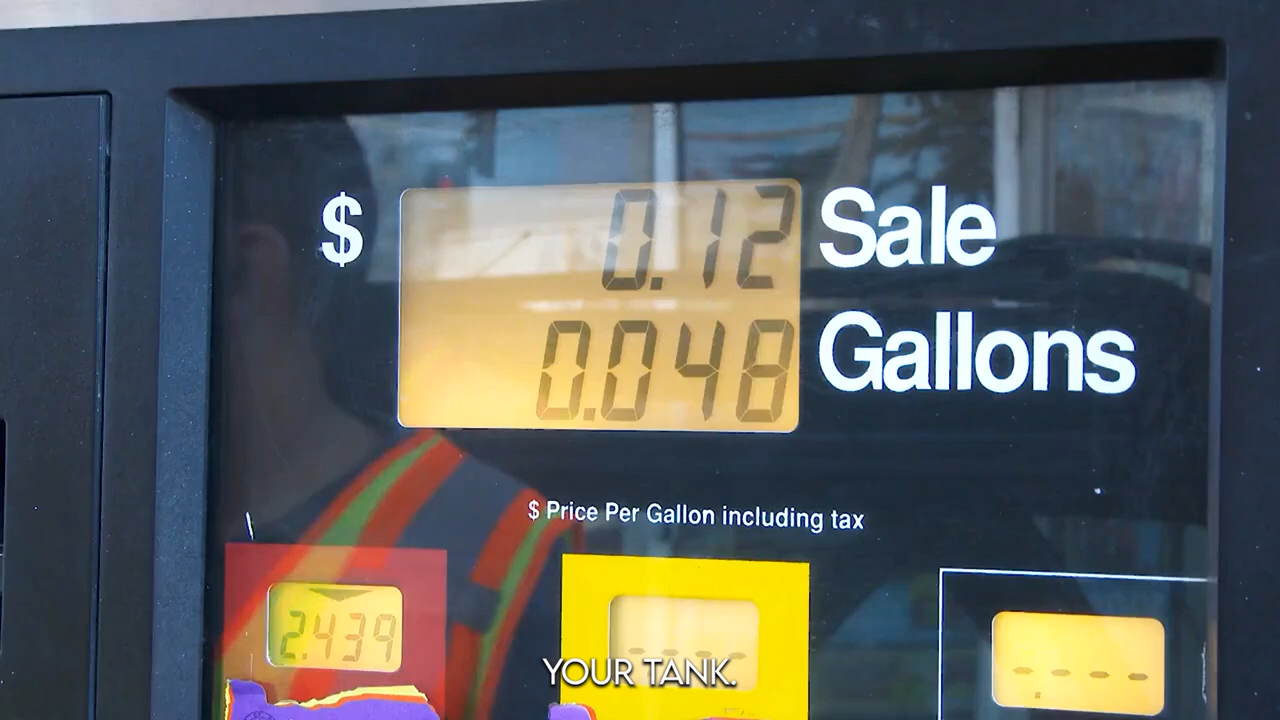 $ 0.12 Sale
0.048 Gallons
$ Price Per Gallon including tax
2.439 ---- ----
YOUR TANK.